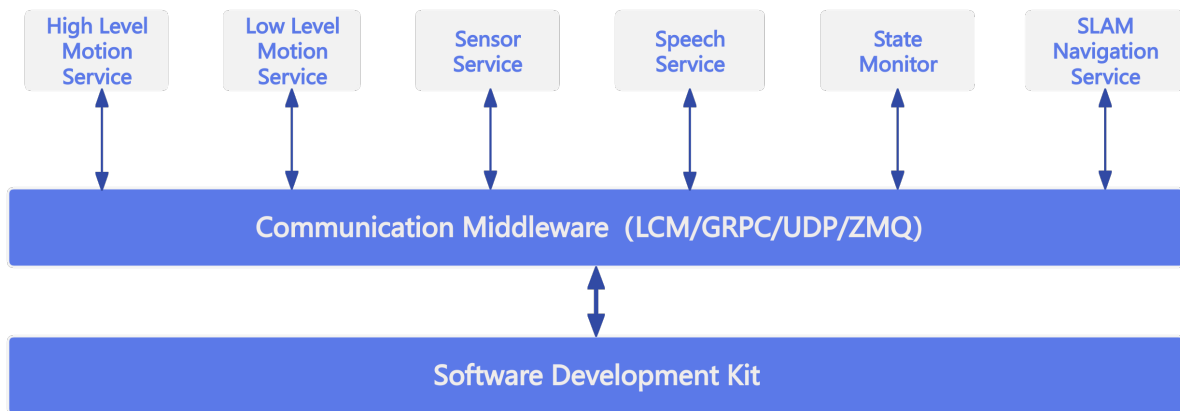 High Level
Motion
Service
Low Level
Motion
Service
Sensor
Service
Speech
Service
State
Monitor
SLAM
Navigation
Service
Communication Middleware（LCM/GRPC/UDP/ZMQ）
Software Development Kit